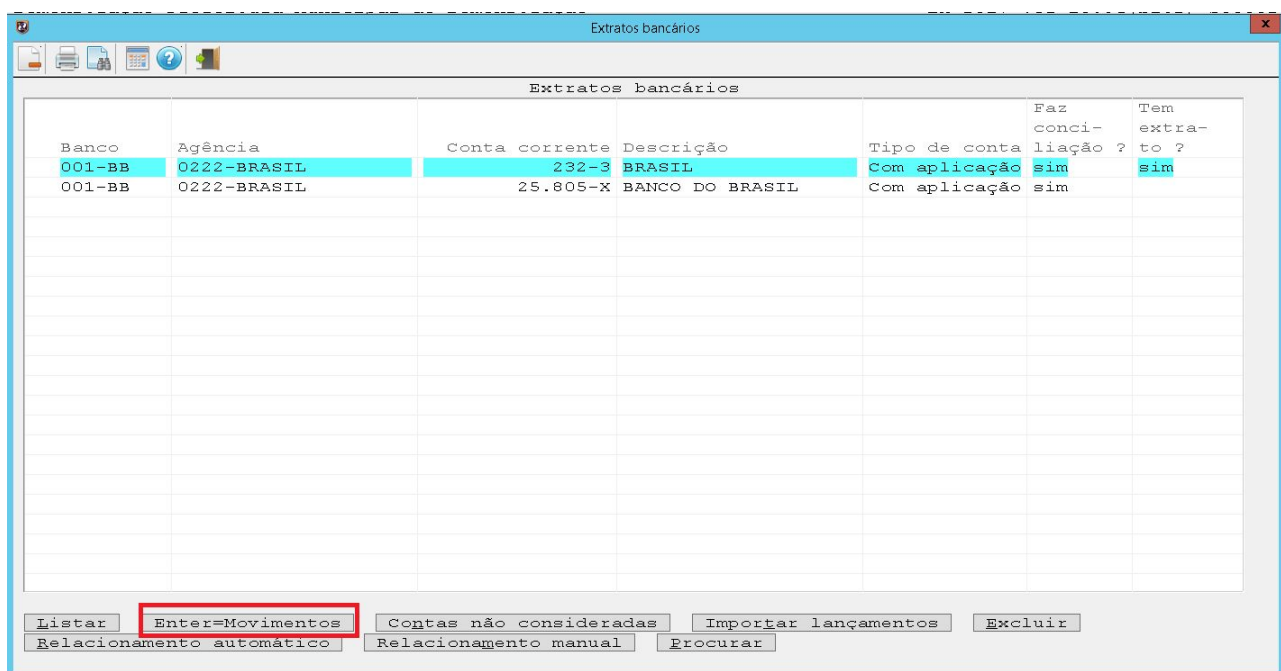 Extratos bancários
x
Extratos bancários
Faz Tem
conci- extra-
Banco Agência Conta corrente Descrição Tipo de conta liação ? to ?
001-BB 0222-BRASIL 232-3 BRASIL Com aplicação sim sim
001-BB 0222-BRASIL 25.805-X BANCO DO BRASIL Com aplicação sim
Listar Enter=Movimentos Contas não consideradas Importar lançamentos Excluir
Relacionamento automático Relacionamento manual Procurar